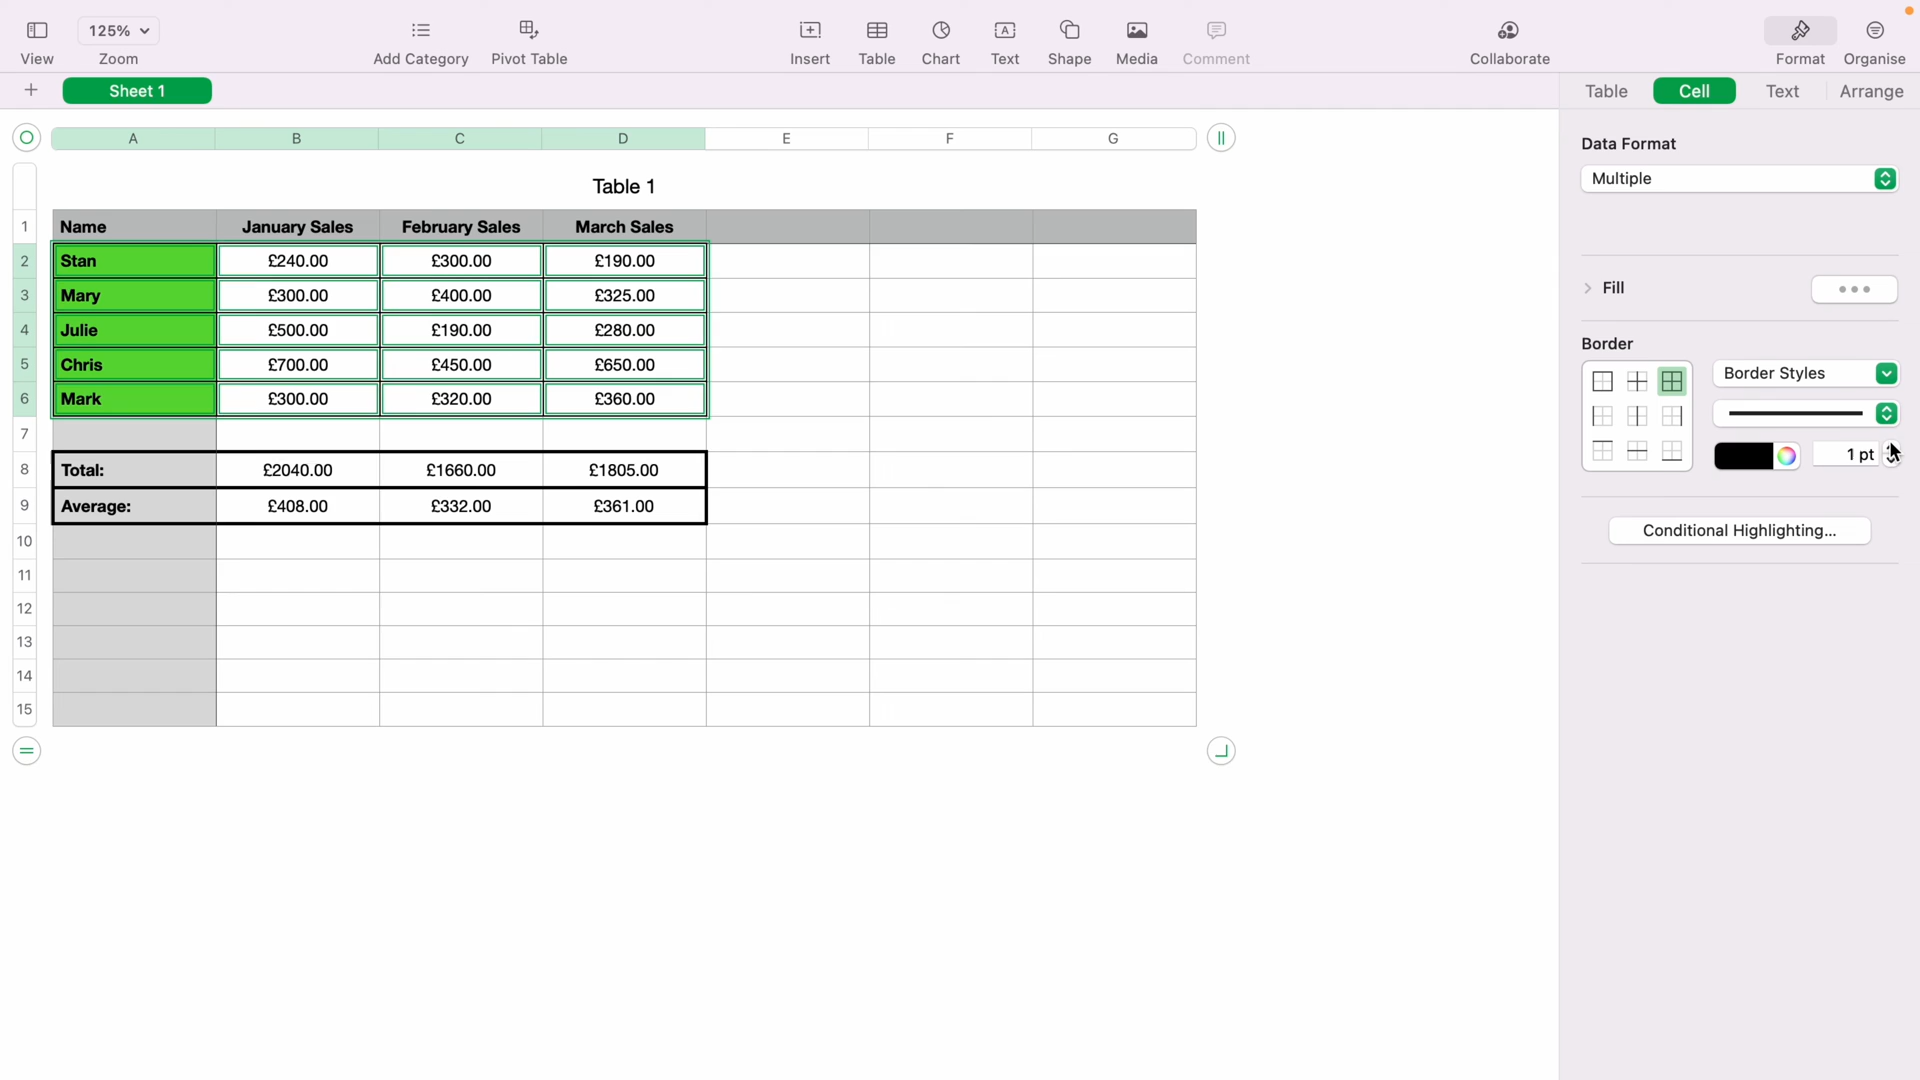 125%
View Zoom Add Category Pivot Table Insert Table Chart Text Shape Media Comment Collaborate Format Organise
Sheet 1
Table Cell Text Arrange
A B C D E F G
Table 1
1 Name January Sales February Sales March Sales
2 Stan £240.00 £300.00 £190.00
3 Mary £300.00 £400.00 £325.00
4 Julie £500.00 £190.00 £280.00
5 Chris £700.00 £450.00 £650.00
6 Mark £300.00 £320.00 £360.00
7
8 Total: £2040.00 £1660.00 £1805.00
9 Average: £408.00 £332.00 £361.00
10
11
12
13
14
15
Data Format
Multiple
Fill
Border
Border Styles
1 pt
Conditional Highlighting...